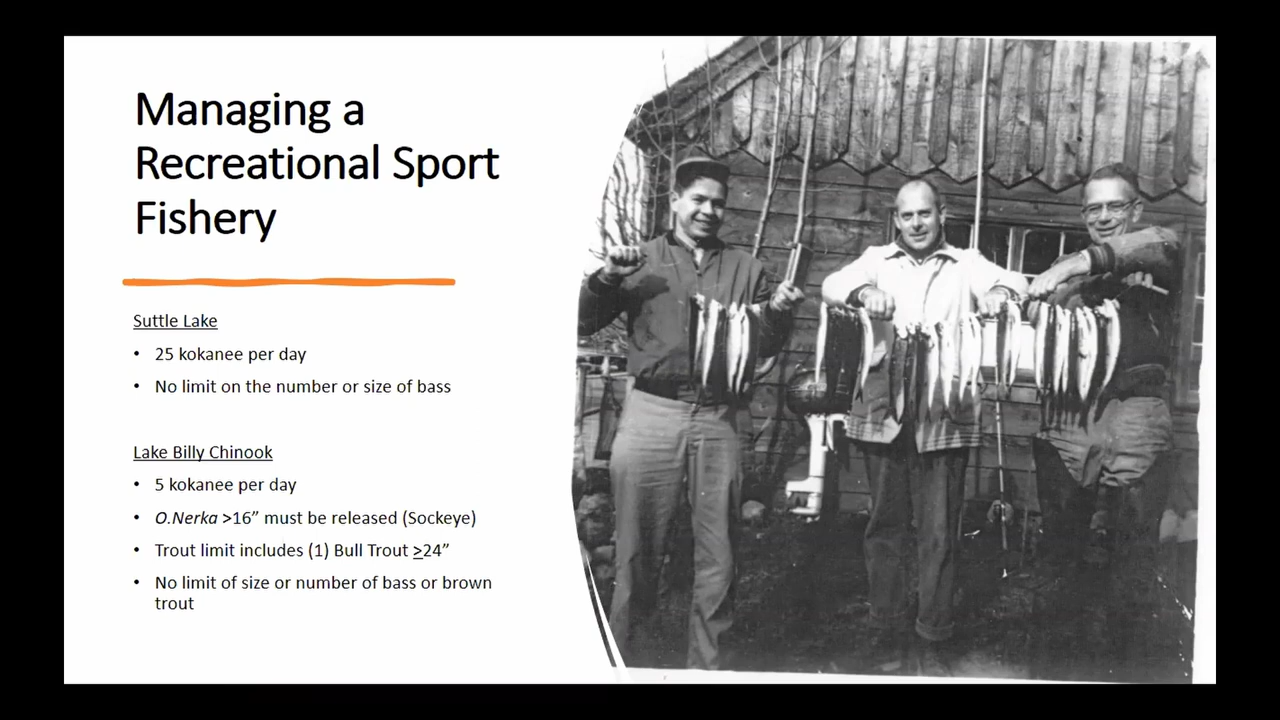 Managing a
Recreational Sport
Fishery
Suttle Lake
• 25 kokanee per day
• No limit on the number or size of bass
Lake Billy Chinook
• 5 kokanee per day
• O.Nerka >16” must be released (Sockeye)
• Trout limit includes (1) Bull Trout ≥24”
• No limit of size or number of bass or brown
trout